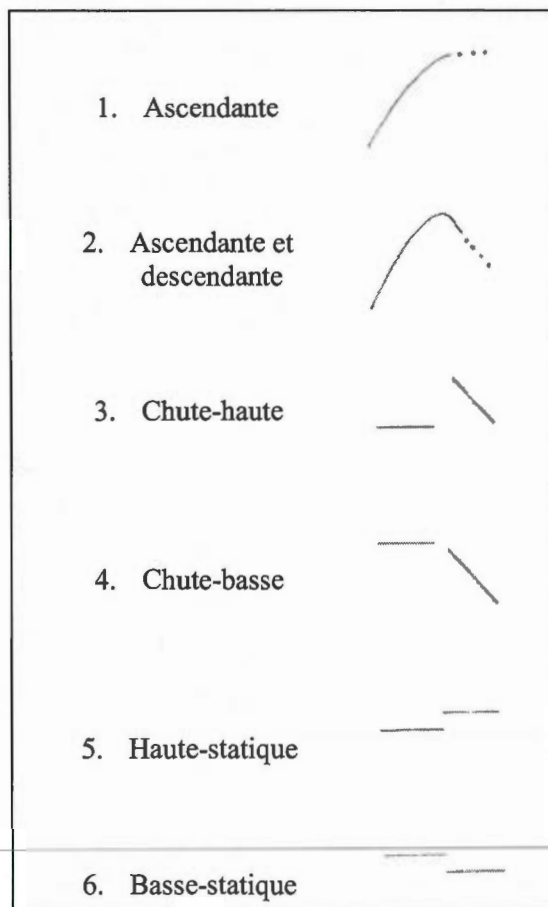 1. Ascendante
2. Ascendante et
descendante
3. Chute-haute
4. Chute-basse
5. Haute-statique
6. Basse-statique